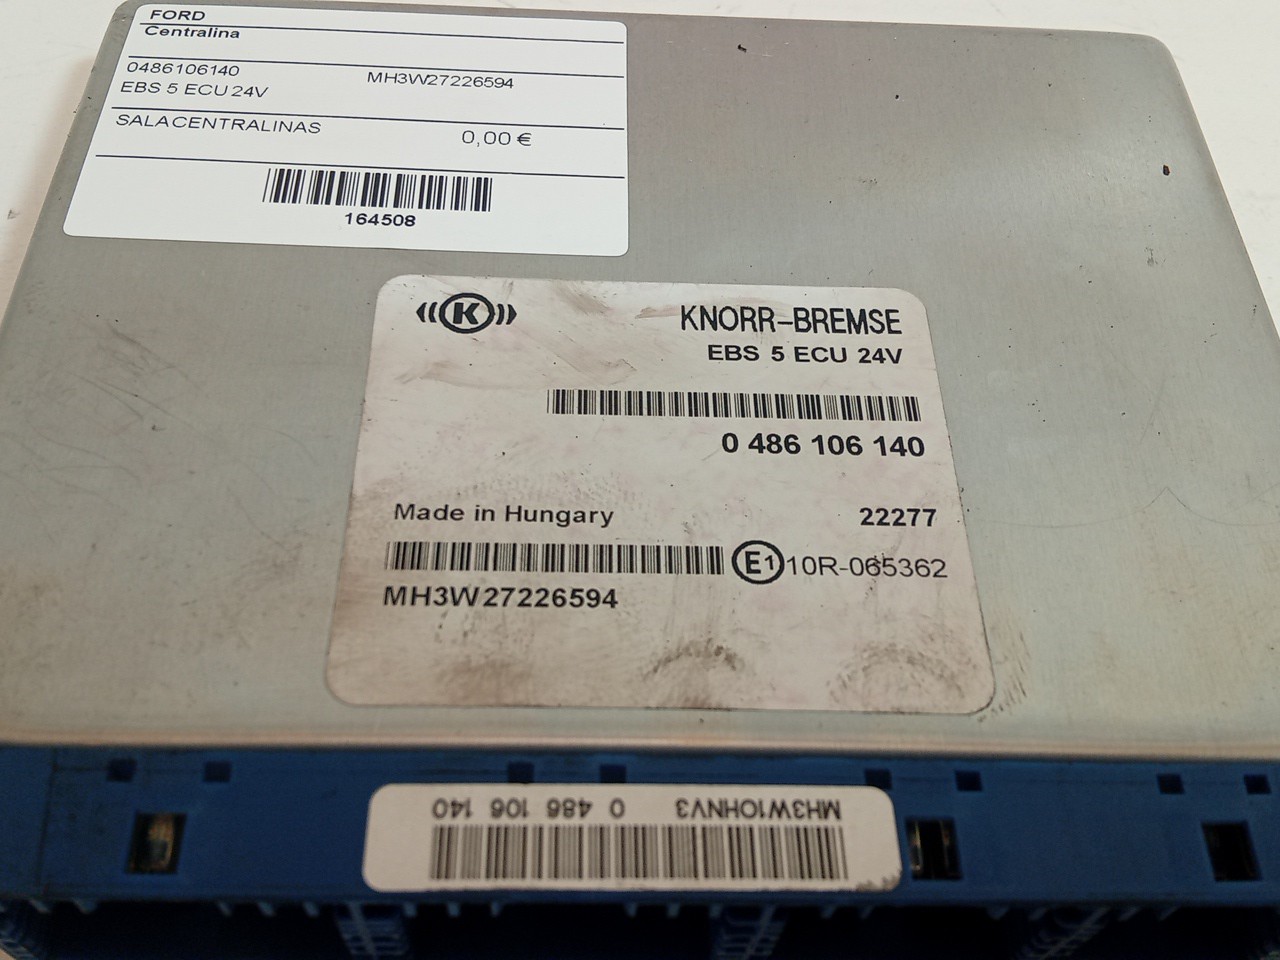 FORD
Centralina
0486106140 MH3W27226594
EBS 5 ECU 24V
SALACENTRALINAS 0,00 €
164508
K KNORR-BREMSE
EBS 5 ECU 24V
0 486 106 140
Made in Hungary 22277
E1 10R-065362
MH3W27226594
MH3W1OHNV3 0 486 106 140